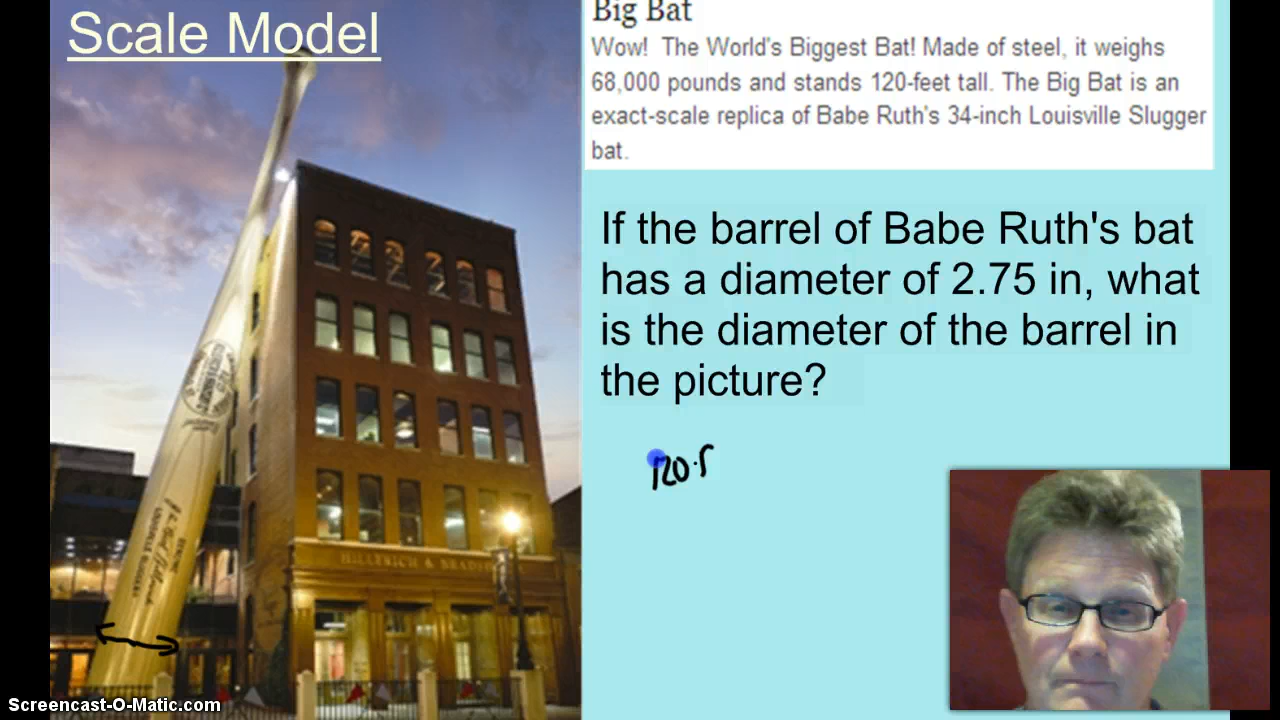 Scale Model
Big Bat
Wow! The World's Biggest Bat! Made of steel, it weighs
68,000 pounds and stands 120-feet tall. The Big Bat is an
exact-scale replica of Babe Ruth's 34-inch Louisville Slugger
bat.
If the barrel of Babe Ruth's bat
has a diameter of 2.75 in, what
is the diameter of the barrel in
the picture?
120·
HILLERICH & BRADSBY
LOUISVILLE SLUGGER
Screencast-O-Matic.com